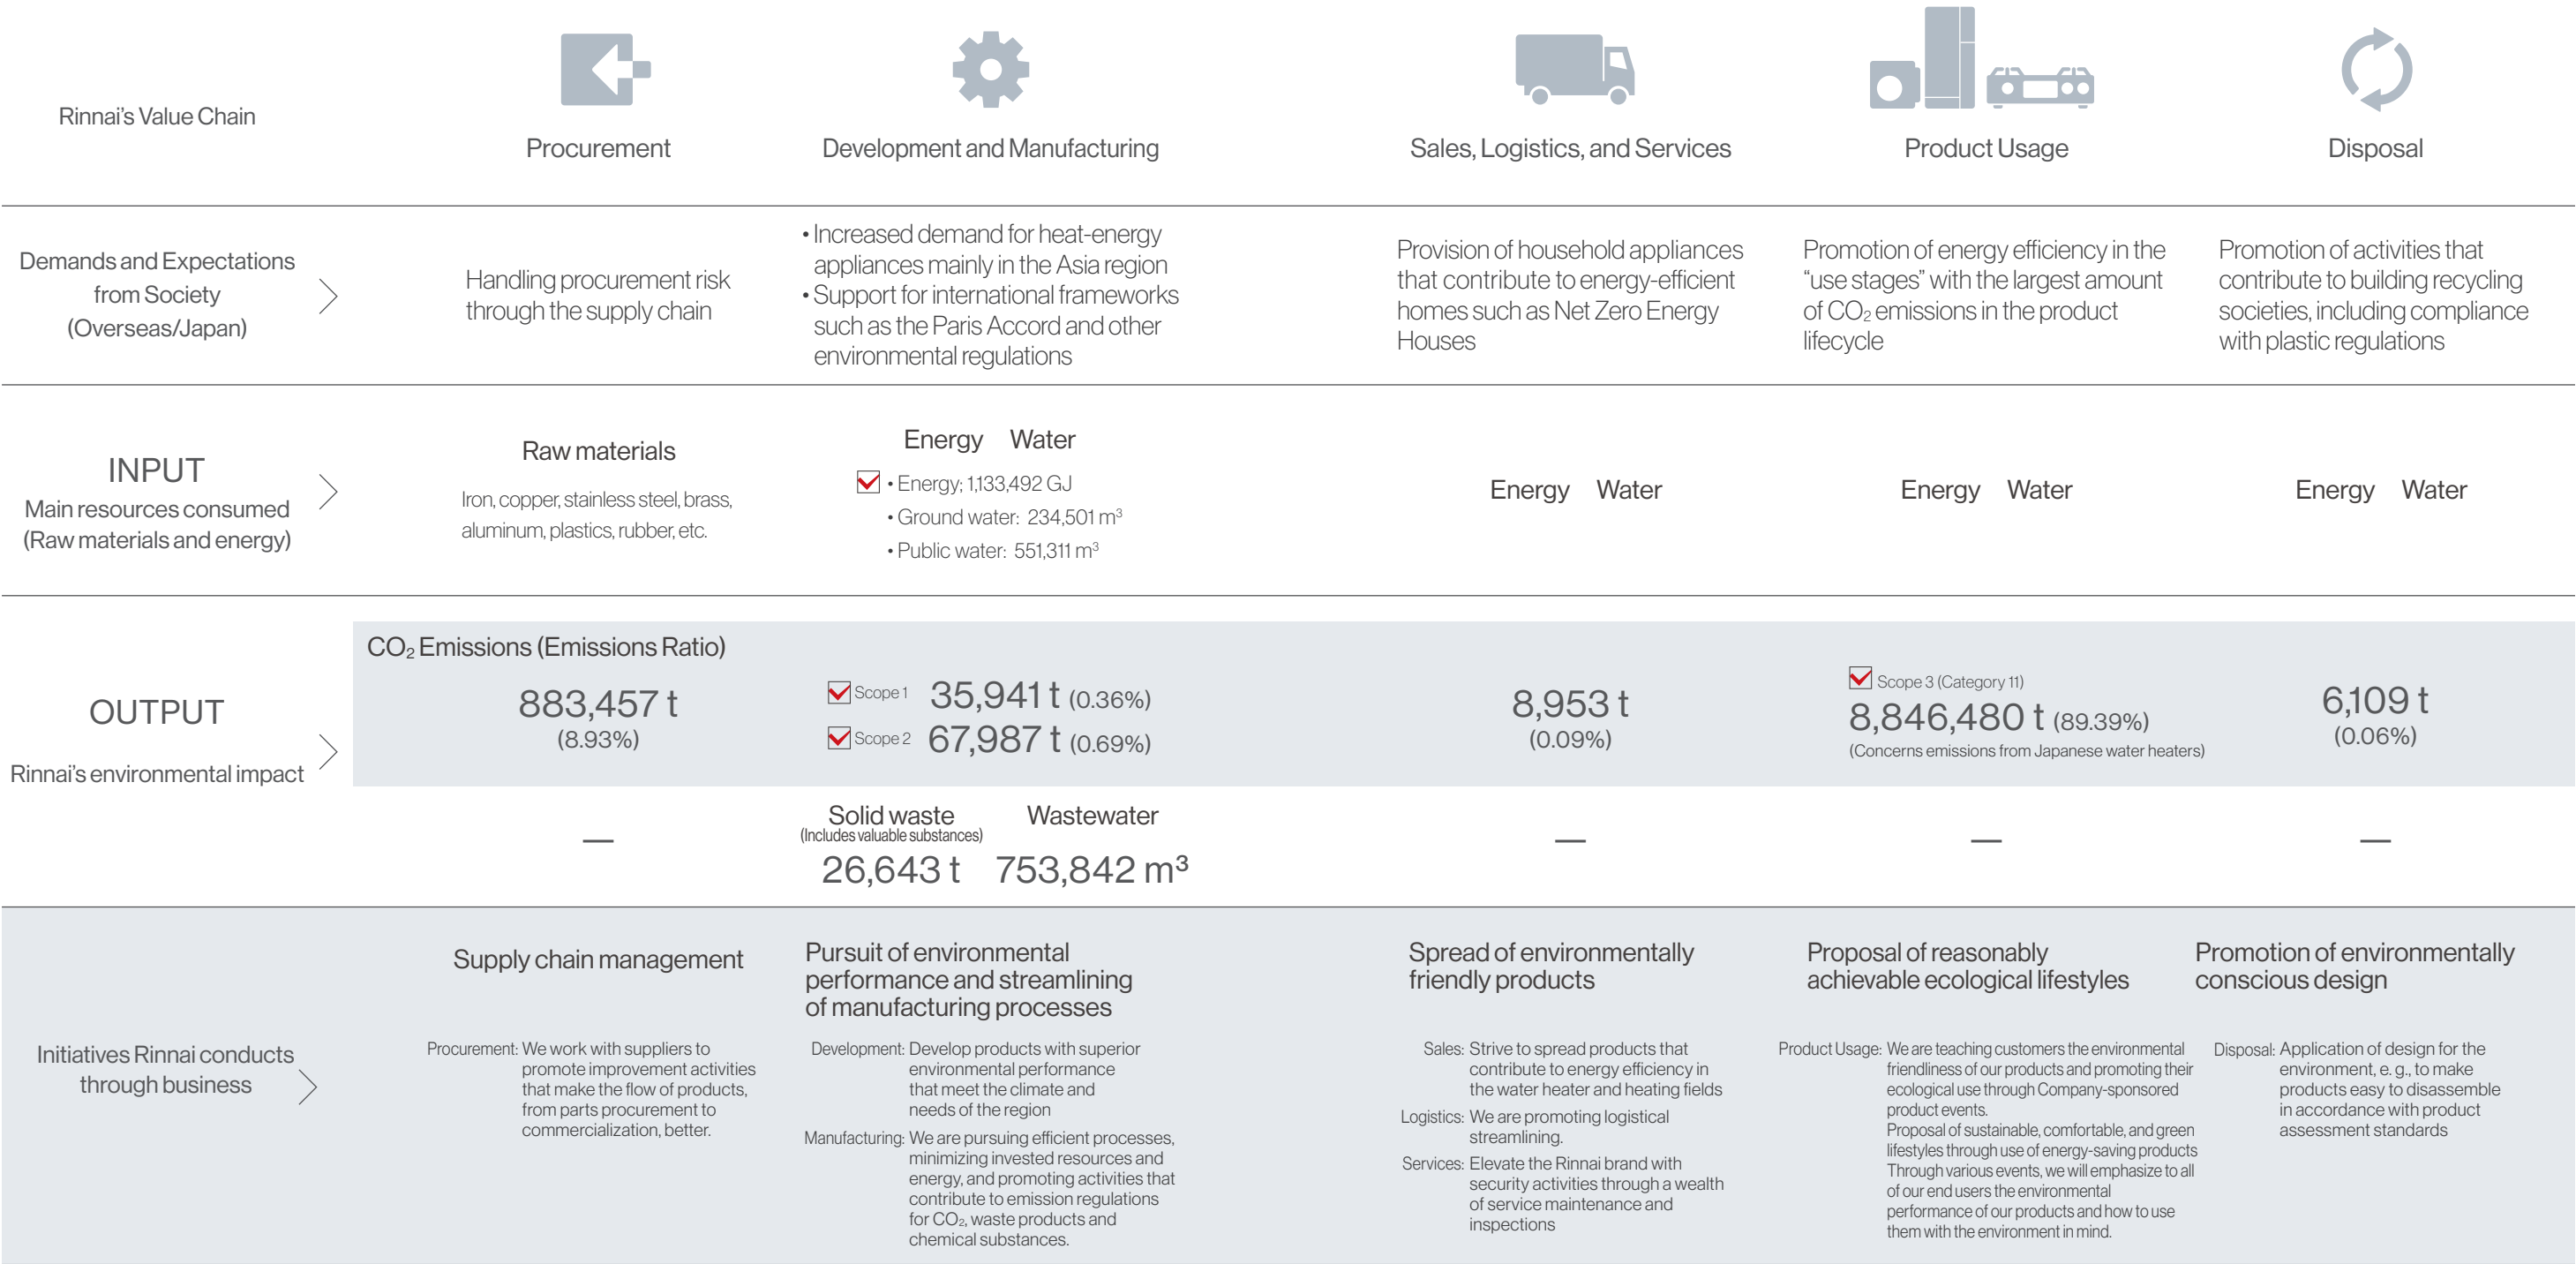 Rinnai’s Value Chain
Procurement
Development and Manufacturing
Sales, Logistics, and Services
Product Usage
Disposal
Demands and Expectations
from Society
(Overseas/Japan)
Handling procurement risk
through the supply chain
• Increased demand for heat-energy
appliances mainly in the Asia region
• Support for international frameworks
such as the Paris Accord and other
environmental regulations
Provision of household appliances
that contribute to energy-efficient
homes such as Net Zero Energy
Houses
Promotion of energy efficiency in the
“use stages” with the largest amount
of CO₂ emissions in the product
lifecycle
Promotion of activities that
contribute to building recycling
societies, including compliance
with plastic regulations
INPUT
Main resources consumed
(Raw materials and energy)
Raw materials
Iron, copper, stainless steel, brass,
aluminum, plastics, rubber, etc.
Energy Water
• Energy; 1,133,492 GJ
• Ground water: 234,501 m³
• Public water: 551,311 m³
Energy Water
Energy Water
Energy Water
OUTPUT
Rinnai’s environmental impact
CO₂ Emissions (Emissions Ratio)
883,457 t
(8.93%)
Scope 1 35,941 t (0.36%)
Scope 2 67,987 t (0.69%)
8,953 t
(0.09%)
Scope 3 (Category 11)
8,846,480 t (89.39%)
(Concerns emissions from Japanese water heaters)
6,109 t
(0.06%)
—
Solid waste
(Includes valuable substances)
26,643 t
Wastewater
753,842 m³
—
—
—
Initiatives Rinnai conducts
through business
Supply chain management
Procurement: We work with suppliers to
promote improvement activities
that make the flow of products,
from parts procurement to
commercialization, better.
Pursuit of environmental
performance and streamlining
of manufacturing processes
Development: Develop products with superior
environmental performance
that meet the climate and
needs of the region
Manufacturing: We are pursuing efficient processes,
minimizing invested resources and
energy, and promoting activities that
contribute to emission regulations
for CO₂, waste products and
chemical substances.
Spread of environmentally
friendly products
Sales: Strive to spread products that
contribute to energy efficiency in
the water heater and heating fields
Logistics: We are promoting logistical
streamlining.
Services: Elevate the Rinnai brand with
security activities through a wealth
of service maintenance and
inspections
Proposal of reasonably
achievable ecological lifestyles
Product Usage: We are teaching customers the environmental
friendliness of our products and promoting their
ecological use through Company-sponsored
product events.
Proposal of sustainable, comfortable, and green
lifestyles through use of energy-saving products
Through various events, we will emphasize to all
of our end users the environmental
performance of our products and how to use
them with the environment in mind.
Promotion of environmentally
conscious design
Disposal: Application of design for the
environment, e. g., to make
products easy to disassemble
in accordance with product
assessment standards